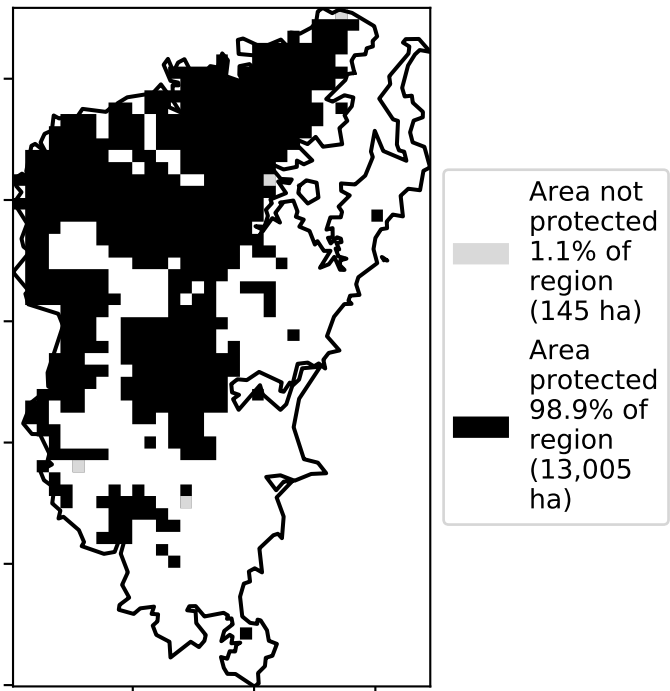 Area not
protected
1.1% of
region
(145 ha)
Area
protected
98.9% of
region
(13,005
ha)